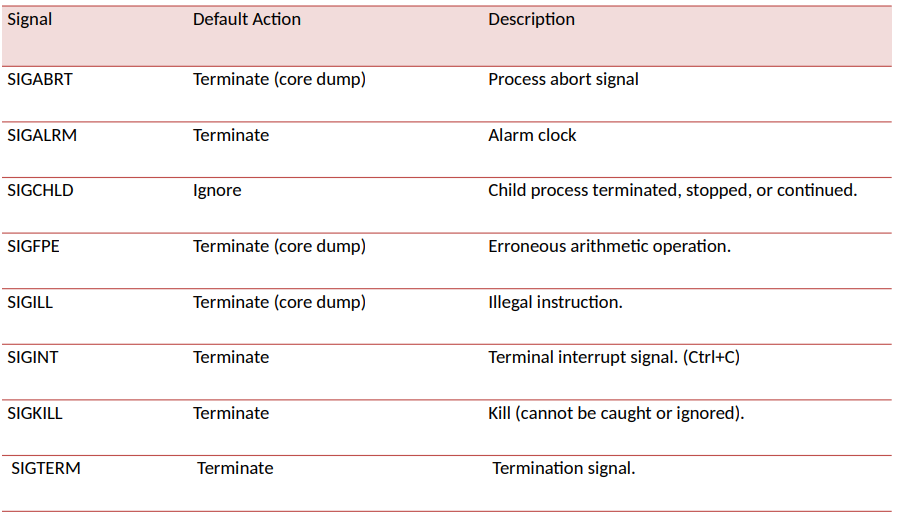 Signal Default Action Description
SIGABRT Terminate (core dump) Process abort signal
SIGALRM Terminate Alarm clock
SIGCHLD Ignore Child process terminated, stopped, or continued.
SIGFPE Terminate (core dump) Erroneous arithmetic operation.
SIGILL Terminate (core dump) Illegal instruction.
SIGINT Terminate Terminal interrupt signal. (Ctrl+C)
SIGKILL Terminate Kill (cannot be caught or ignored).
SIGTERM Terminate Termination signal.